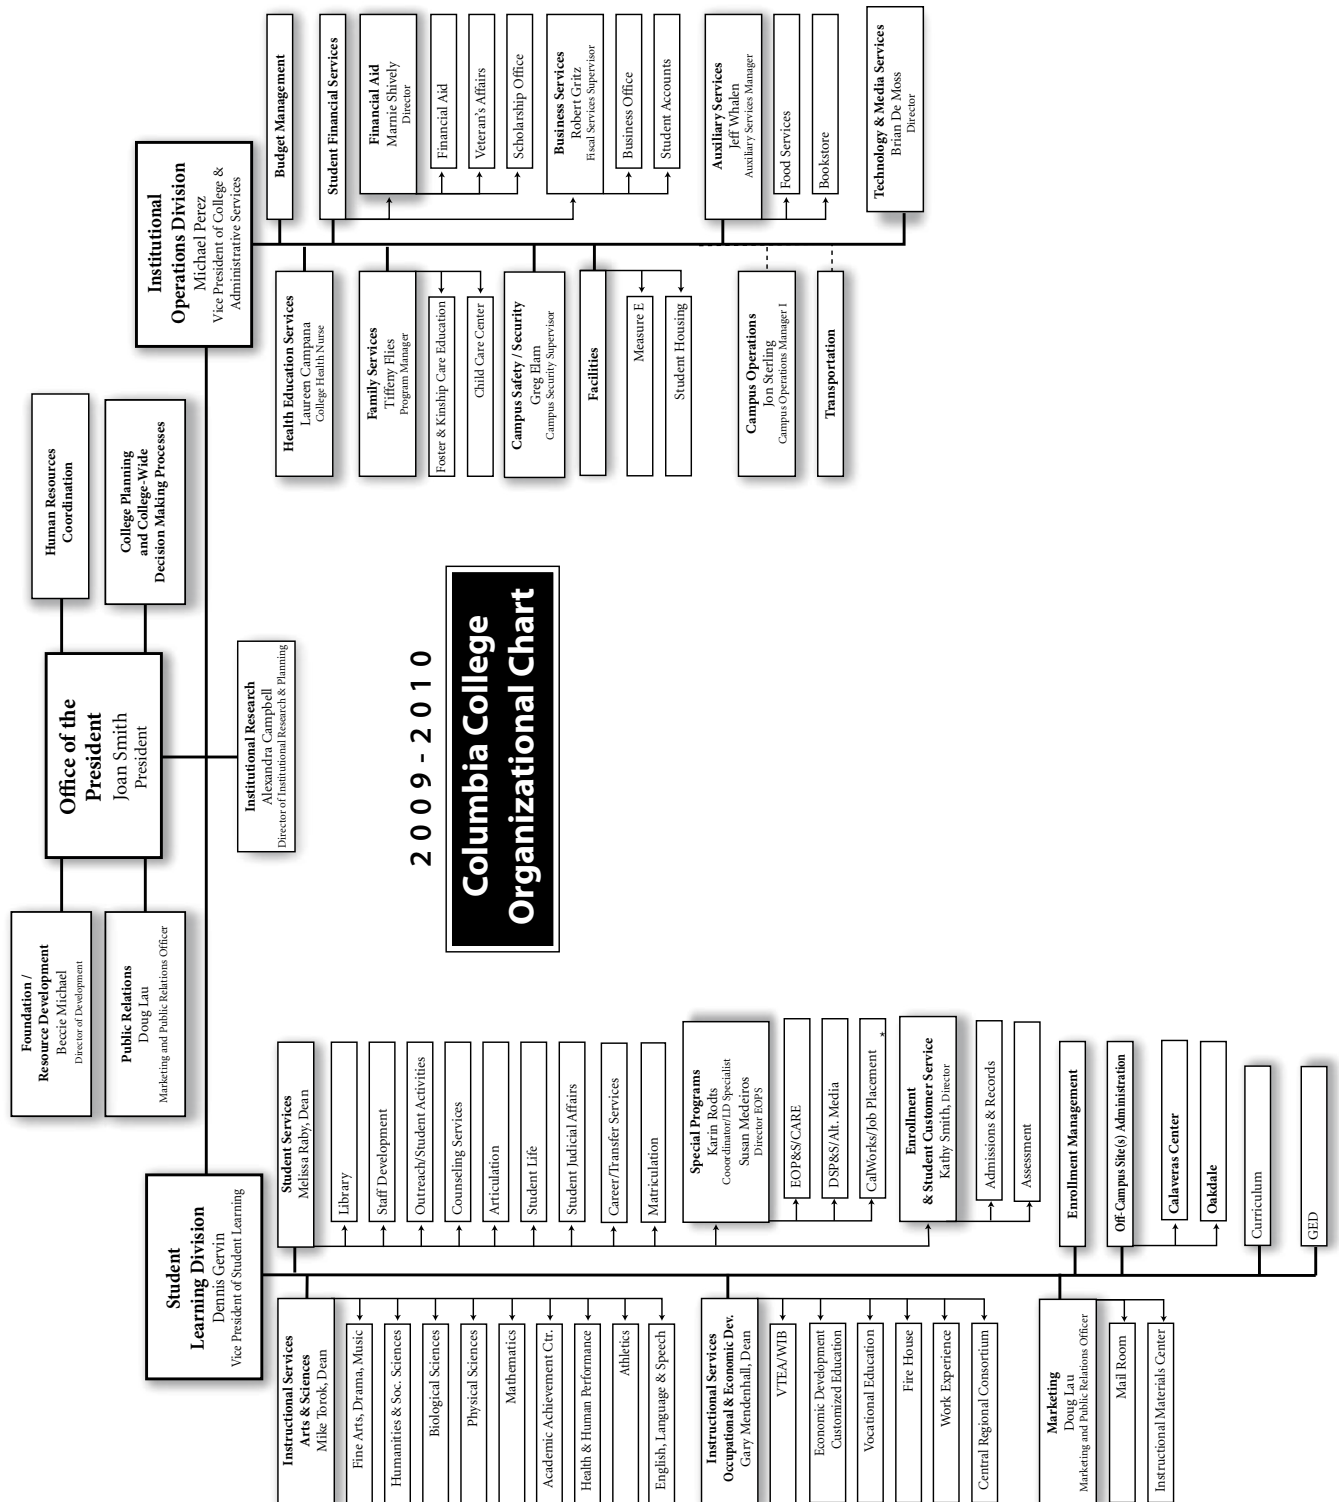 Office of the
President
Joan Smith
President
Foundation /
Resource Development
Beccie Michael
Director of Development
Public Relations
Doug Lau
Marketing and Public Relations Officer
Human Resources
Coordination
College Planning
and College-Wide
Decision Making Processes
Institutional Research
Alexandra Campbell
Director of Institutional Research & Planning
2009-2010
Columbia College
Organizational Chart
Student
Learning Division
Dennis Gervin
Vice President of Student Learning
Instructional Services
Arts & Sciences
Mike Torok, Dean
Fine Arts, Drama, Music
Humanities & Soc. Sciences
Biological Sciences
Physical Sciences
Mathematics
Academic Achievement Ctr.
Health & Human Performance
Athletics
English, Language & Speech
Instructional Services
Occupational & Economic Dev.
Gary Mendenhall, Dean
VTEA/WIB
Economic Development
Customized Education
Vocational Education
Fire House
Work Experience
Central Regional Consortium
Marketing
Doug Lau
Marketing and Public Relations Officer
Mail Room
Instructional Materials Center
Student Services
Melissa Raby, Dean
Library
Staff Development
Outreach/Student Activities
Counseling Services
Articulation
Student Life
Student Judicial Affairs
Career/Transfer Services
Matriculation
Special Programs
Karin Rodts
Cooordinator/LD Specialist
Susan Medeiros
Director EOPS
EOP&S/CARE
DSP&S/Alt. Media
CalWorks/Job Placement *
Enrollment
& Student Customer Service
Kathy Smith, Director
Admissions & Records
Assessment
Enrollment Management
Off-Campus Site(s) Administration
Calaveras Center
Oakdale
Curriculum
GED
Institutional
Operations Division
Michael Perez
Vice President of College &
Administrative Services
Health Education Services
Laureen Campana
College Health Nurse
Family Services
Tiffeny Flies
Program Manager
Foster & Kinship Care Education
Child Care Center
Campus Safety / Security
Greg Elam
Campus Security Supervisor
Facilities
Measure E
Student Housing
Campus Operations
Jon Sterling
Campus Operations Manager I
Transportation
Budget Management
Student Financial Services
Financial Aid
Marnie Shively
Director
Financial Aid
Veteran's Affairs
Scholarship Office
Business Services
Robert Gritz
Fiscal Services Supervisor
Business Office
Student Accounts
Auxiliary Services
Jeff Whalen
Auxiliary Services Manager
Food Services
Bookstore
Technology & Media Services
Brian De Moss
Director